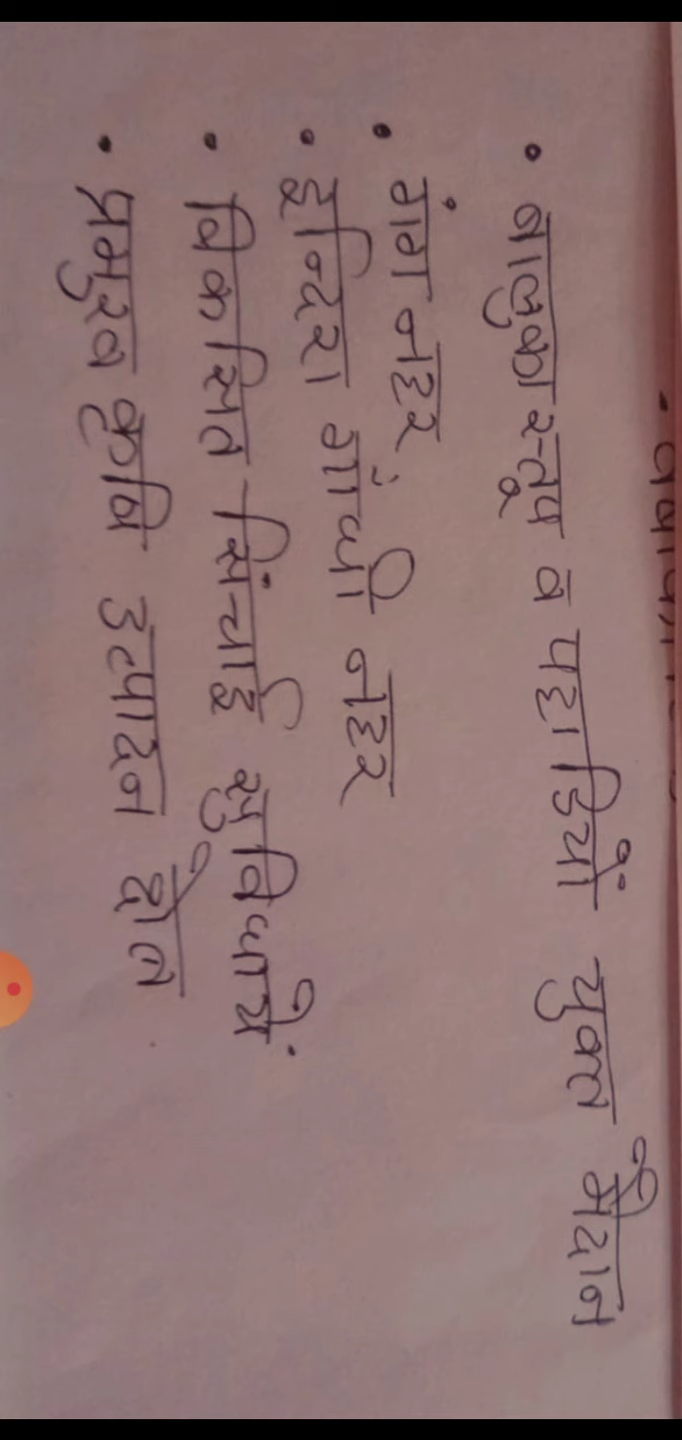 • बालुका स्तूप व पहाडियों युक्त मैदान
• गंग नहर
• इन्दिरा गांधी नहर
• विकसित सिंचाई सुविधायें
• प्रमुख कृषि उत्पादन क्षेत्र